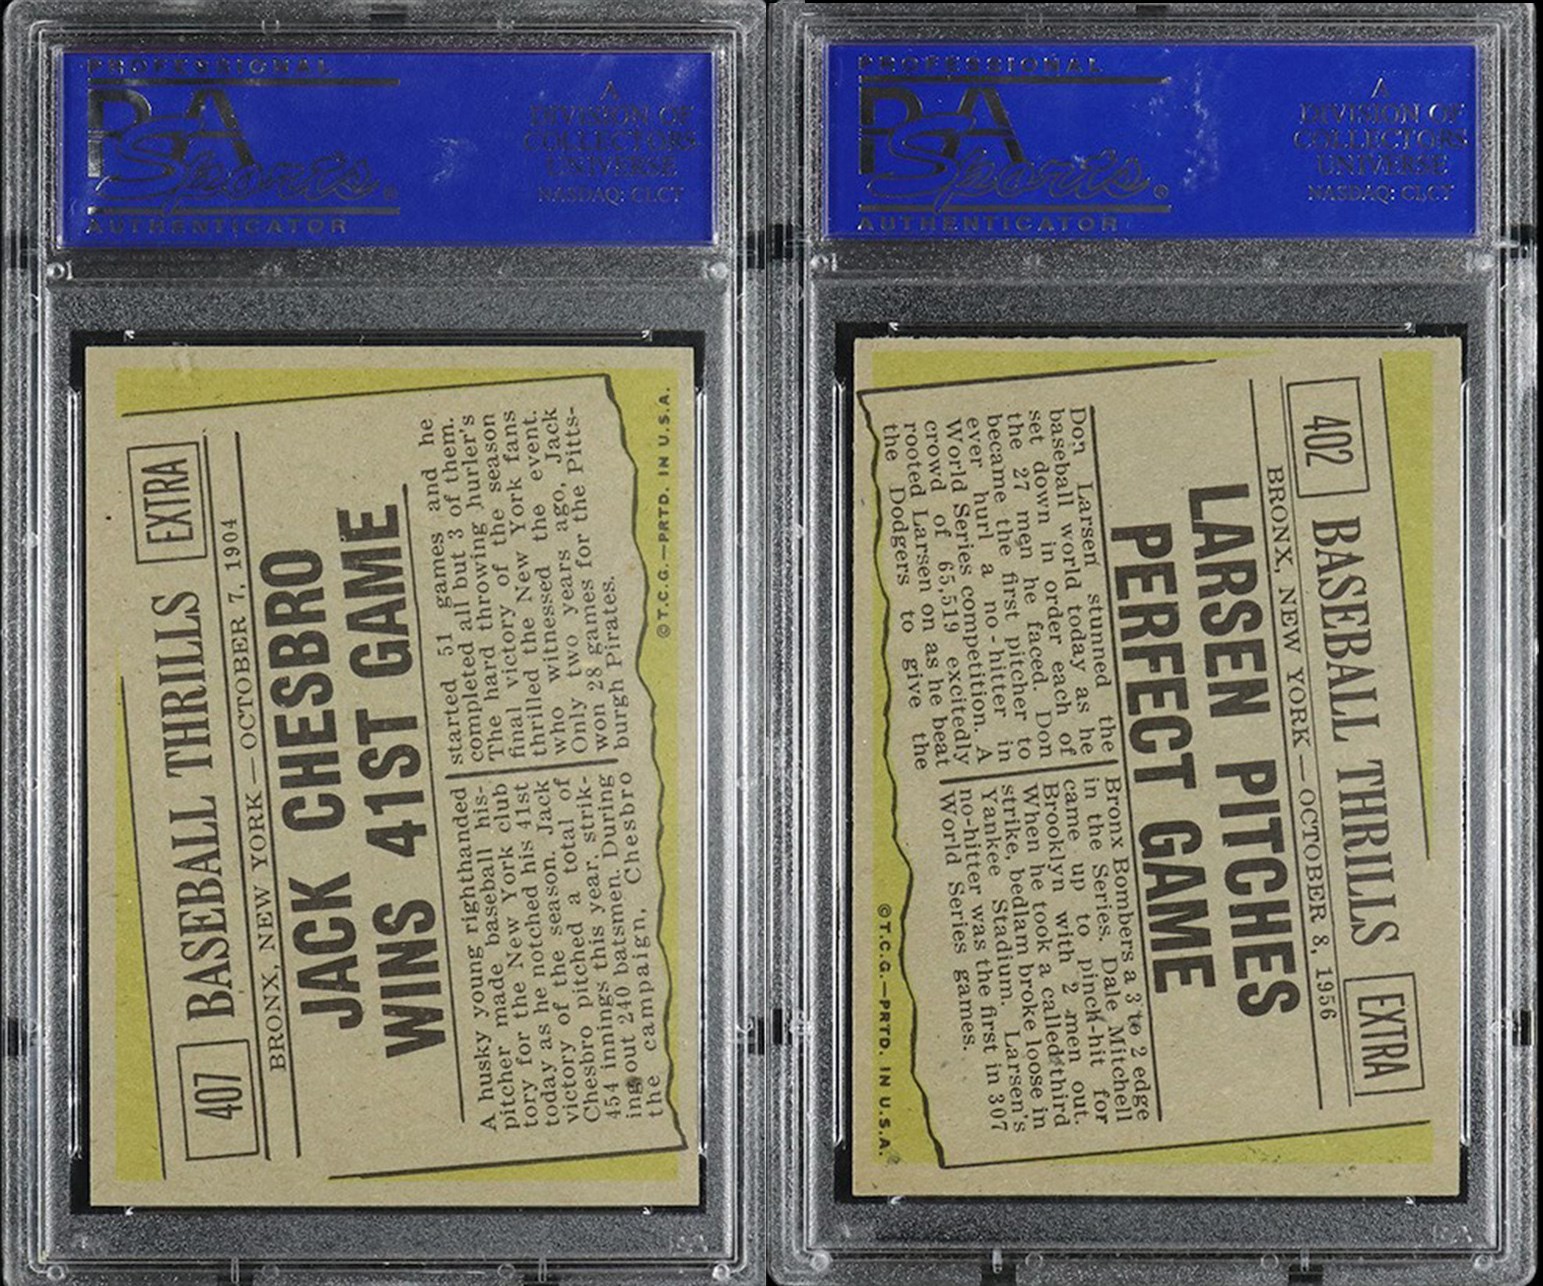 PROFESSIONAL
PSA
Sports®
AUTHENTICATOR
A
DIVISION OF
COLLECTORS
UNIVERSE
NASDAQ: CLCT
407 BASEBALL THRILLS EXTRA
BRONX, NEW YORK — OCTOBER 7, 1904
JACK CHESBRO
WINS 41ST GAME
A husky young righthanded
pitcher made baseball his-
tory for the New York club
today as he notched his 41st
victory of the season. Jack
Chesbro pitched a total of
454 innings this year, strik-
ing out 240 batsmen. During
the campaign, Chesbro
started 51 games and he
completed all but 3 of them.
The hard throwing hurler's
final victory of the season
thrilled the New York fans
who witnessed the event.
Only two years ago, Jack
won 28 games for the Pitts-
burgh Pirates.
©T.C.G.—PRTD. IN U.S.A.
PROFESSIONAL
PSA
Sports®
AUTHENTICATOR
A
DIVISION OF
COLLECTORS
UNIVERSE
NASDAQ: CLCT
402 BASEBALL THRILLS EXTRA
BRONX, NEW YORK — OCTOBER 8, 1956
LARSEN PITCHES
PERFECT GAME
Don Larsen stunned the
baseball world today as he
set down in order each of
the 27 men he faced. Don
became the first pitcher to
ever hurl a no-hitter in
World Series competition. A
crowd of 65,519 excitedly
rooted Larsen on as he beat
the Dodgers to give the
Bronx Bombers a 3 to 2 edge
in the Series. Dale Mitchell
came up to pinch-hit for
Brooklyn with 2 men out.
When he took a called third
strike, bedlam broke loose in
Yankee Stadium. Larsen's
no-hitter was the first in 307
World Series games.
©T.C.G.—PRTD. IN U.S.A.